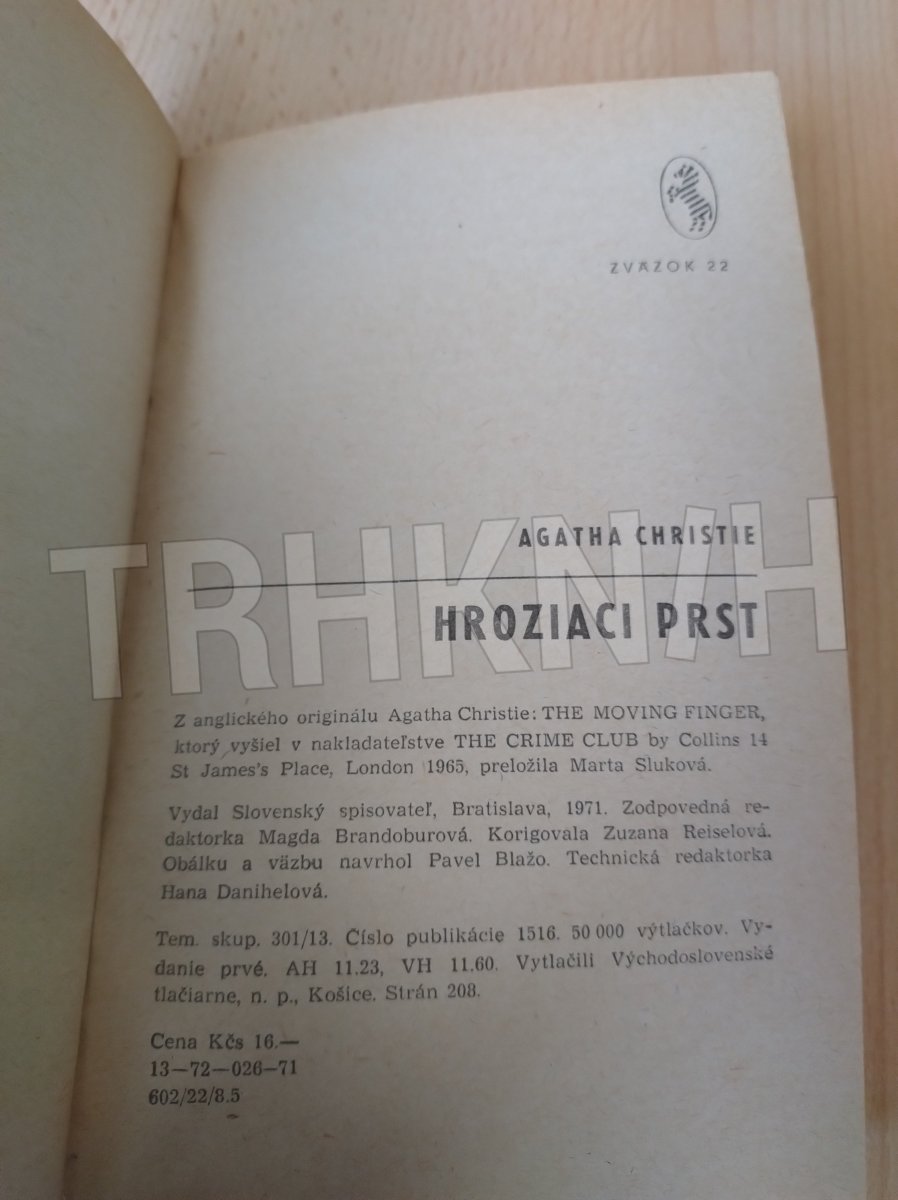 ZVÄZOK 22
AGATHA CHRISTIE
HROZIACI PRST
TRHKNÍH
Z anglického originálu Agatha Christie: THE MOVING FINGER,
ktorý vyšiel v nakladateľstve THE CRIME CLUB by Collins 14
St James's Place, London 1965, preložila Marta Sluková.
Vydal Slovenský spisovateľ, Bratislava, 1971. Zodpovedná re-
daktorka Magda Brandoburová. Korigovala Zuzana Reiselová.
Obálku a väzbu navrhol Pavel Blažo. Technická redaktorka
Hana Danihelová.
Tem. skup. 301/13. Číslo publikácie 1516. 50 000 výtlačkov. Vy-
danie prvé. AH 11.23, VH 11.60. Vytlačili Východoslovenské
tlačiarne, n. p., Košice. Strán 208.
Cena Kčs 16.—
13—72—026—71
602/22/8.5